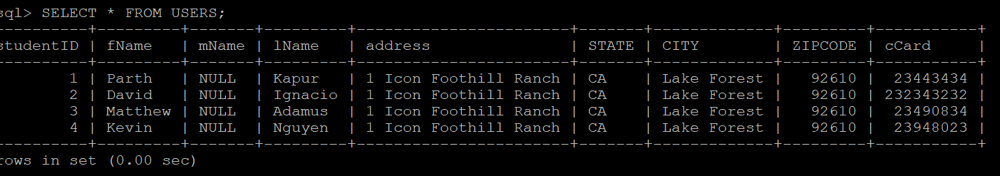 sql> SELECT * FROM USERS;
----------+---------+-------+---------+-----------------------+-------+-------------+---------+-----------+
studentID | fName   | mName | lName   | address               | STATE | CITY        | ZIPCODE | cCard     |
----------+---------+-------+---------+-----------------------+-------+-------------+---------+-----------+
        1 | Parth   | NULL  | Kapur   | 1 Icon Foothill Ranch | CA    | Lake Forest |   92610 |  23443434 |
        2 | David   | NULL  | Ignacio | 1 Icon Foothill Ranch | CA    | Lake Forest |   92610 | 232343232 |
        3 | Matthew | NULL  | Adamus  | 1 Icon Foothill Ranch | CA    | Lake Forest |   92610 |  23490834 |
        4 | Kevin   | NULL  | Nguyen  | 1 Icon Foothill Ranch | CA    | Lake Forest |   92610 |  23948023 |
----------+---------+-------+---------+-----------------------+-------+-------------+---------+-----------+
rows in set (0.00 sec)